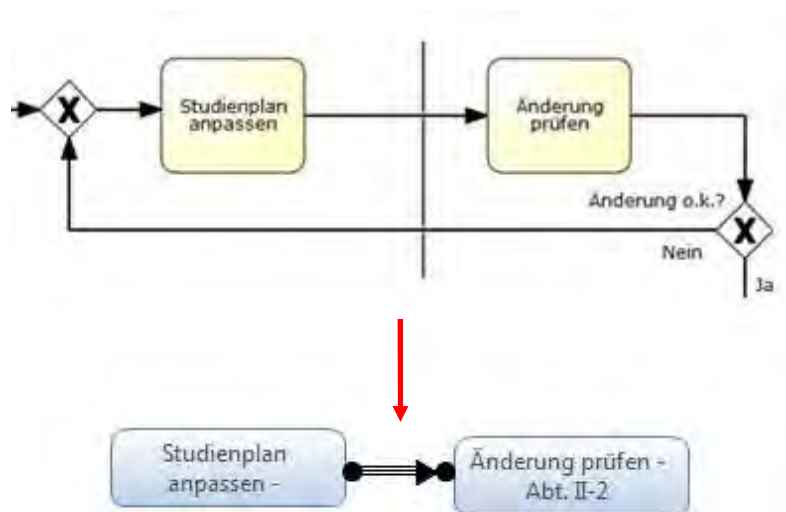 Studienplan
anpassen
Änderung
prüfen
X
Änderung o.k.?
X
Nein
Ja
Studienplan
anpassen -
Änderung prüfen -
Abt. II-2